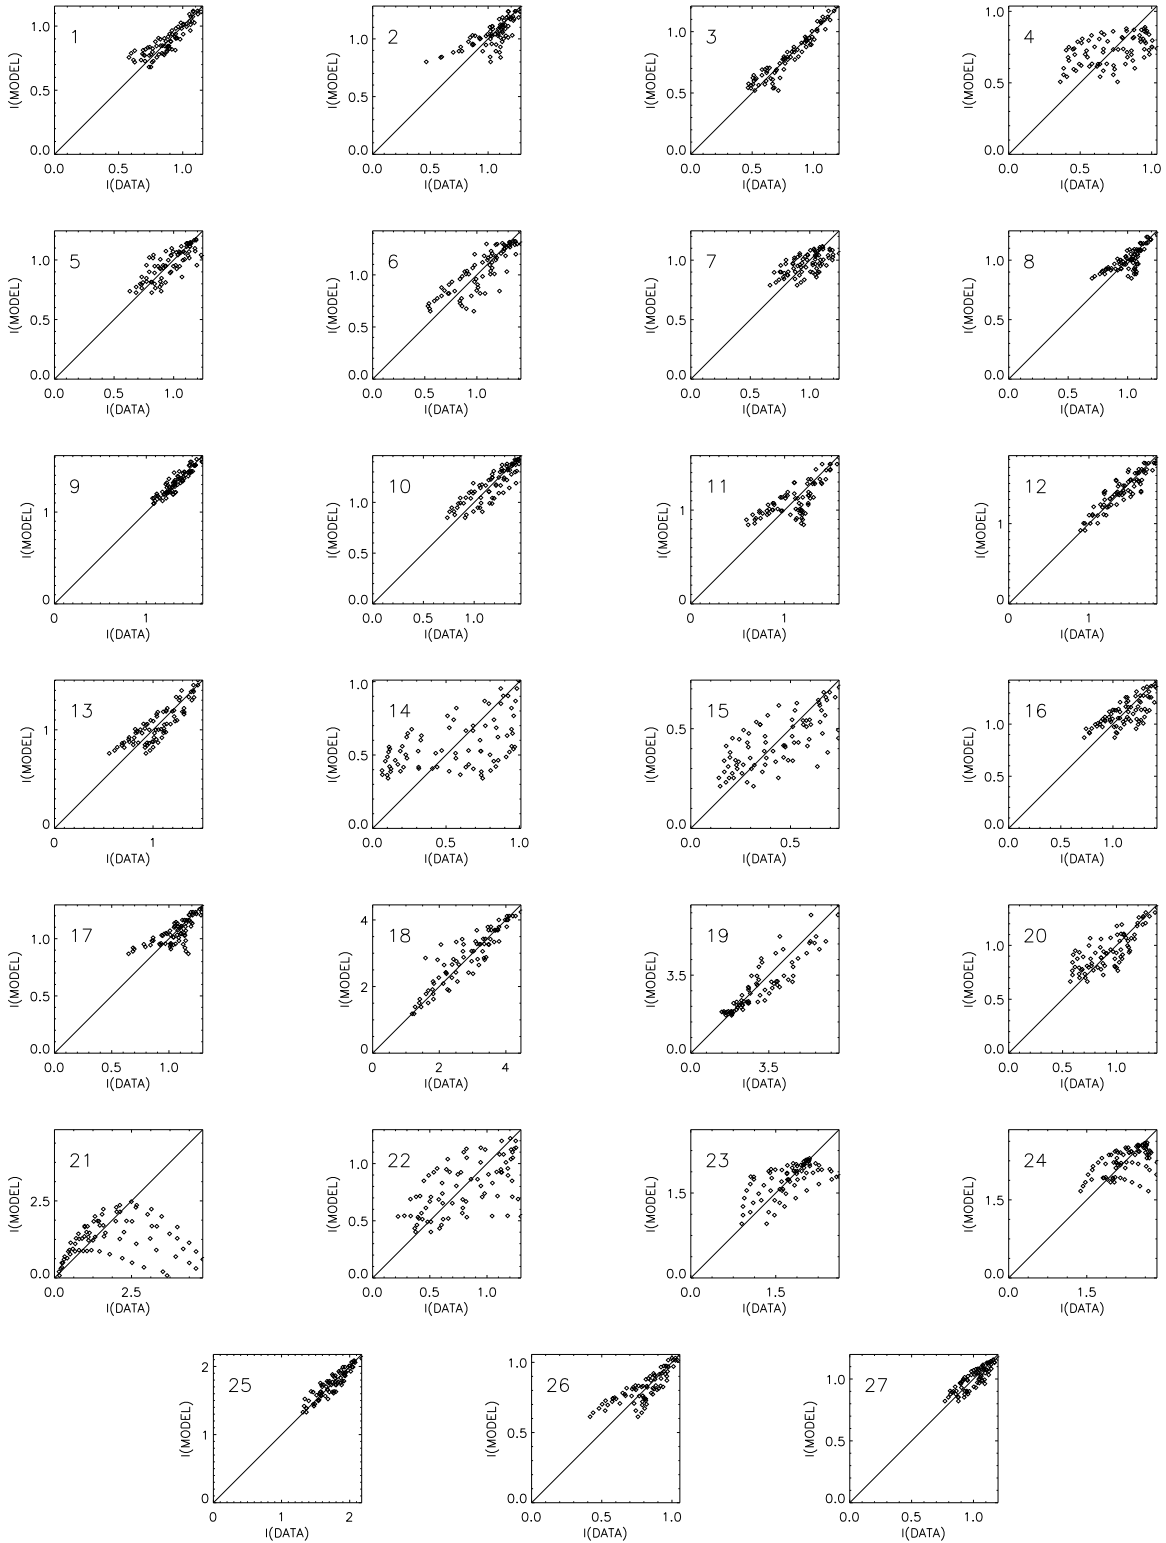 1
I(MODEL)
1.0
0.5
0.0
0.0 0.5 1.0
I(DATA)
2
I(MODEL)
1.0
0.5
0.0
0.0 0.5 1.0
I(DATA)
3
I(MODEL)
1.0
0.5
0.0
0.0 0.5 1.0
I(DATA)
4
I(MODEL)
1.0
0.5
0.0
0.0 0.5 1.0
I(DATA)
5
I(MODEL)
1.0
0.5
0.0
0.0 0.5 1.0
I(DATA)
6
I(MODEL)
1.0
0.5
0.0
0.0 0.5 1.0
I(DATA)
7
I(MODEL)
1.0
0.5
0.0
0.0 0.5 1.0
I(DATA)
8
I(MODEL)
1.0
0.5
0.0
0.0 0.5 1.0
I(DATA)
9
I(MODEL)
1
0
0 1
I(DATA)
10
I(MODEL)
1.0
0.5
0.0
0.0 0.5 1.0
I(DATA)
11
I(MODEL)
1
0
0 1
I(DATA)
12
I(MODEL)
1
0
0 1
I(DATA)
13
I(MODEL)
1
0
0 1
I(DATA)
14
I(MODEL)
1.0
0.5
0.0
0.0 0.5 1.0
I(DATA)
15
I(MODEL)
0.5
0.0
0.0 0.5
I(DATA)
16
I(MODEL)
1.0
0.5
0.0
0.0 0.5 1.0
I(DATA)
17
I(MODEL)
1.0
0.5
0.0
0.0 0.5 1.0
I(DATA)
18
I(MODEL)
4
2
0
0 2 4
I(DATA)
19
I(MODEL)
3.5
0.0
0.0 3.5
I(DATA)
20
I(MODEL)
1.0
0.5
0.0
0.0 0.5 1.0
I(DATA)
21
I(MODEL)
2.5
0.0
0.0 2.5
I(DATA)
22
I(MODEL)
1.0
0.5
0.0
0.0 0.5 1.0
I(DATA)
23
I(MODEL)
1.5
0.0
0.0 1.5
I(DATA)
24
I(MODEL)
1.5
0.0
0.0 1.5
I(DATA)
25
I(MODEL)
2
1
0
0 1 2
I(DATA)
26
I(MODEL)
1.0
0.5
0.0
0.0 0.5 1.0
I(DATA)
27
I(MODEL)
1.0
0.5
0.0
0.0 0.5 1.0
I(DATA)